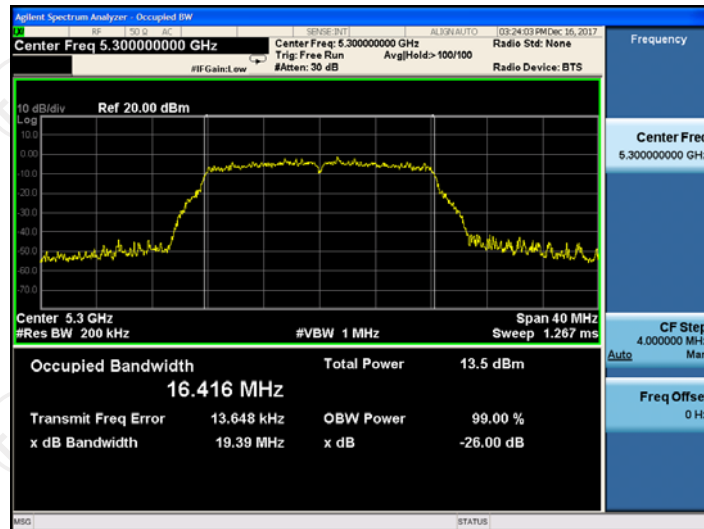 Agilent Spectrum Analyzer - Occupied BW
RF 50 Ω AC SENSE:INT ALIGNAUTO 03:24:03 PM Dec 16, 2017
Center Freq 5.300000000 GHz
Center Freq: 5.300000000 GHz
Radio Std: None
Trig: Free Run Avg|Hold:> 100/100
#IFGain:Low #Atten: 30 dB Radio Device: BTS
Frequency
10 dB/div Ref 20.00 dBm
Log
10.0
0.00
-10.0
-20.0
-30.0
-40.0
-50.0
-60.0
-70.0
Center Freq
5.300000000 GHz
Center 5.3 GHz Span 40 MHz
#Res BW 200 kHz #VBW 1 MHz Sweep 1.267 ms
CF Step
4.000000 MHz
Auto Man
Occupied Bandwidth Total Power 13.5 dBm
16.416 MHz
Transmit Freq Error 13.648 kHz OBW Power 99.00 %
x dB Bandwidth 19.39 MHz x dB -26.00 dB
Freq Offse
0 Hz
MSG STATUS